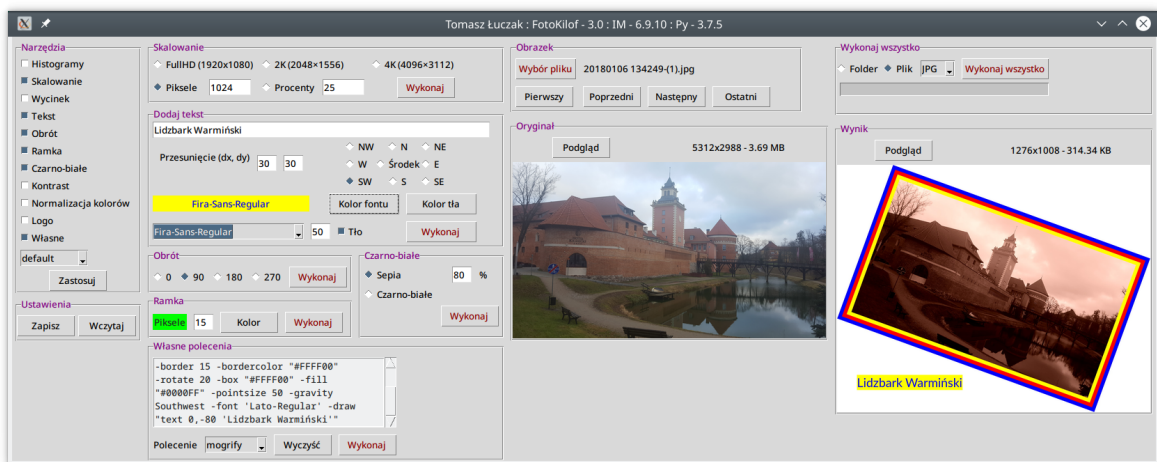 Tomasz Łuczak : FotoKilof - 3.0 : IM - 6.9.10 : Py - 3.7.5
Narzędzia
Histogramy
Skalowanie
Wycinek
Tekst
Obrót
Ramka
Czarno-białe
Kontrast
Normalizacja kolorów
Logo
Własne
default
Zastosuj
Ustawienia
Zapisz Wczytaj
Skalowanie
FullHD (1920x1080) 2K (2048×1556) 4K (4096×3112)
Piksele 1024 Procenty 25 Wykonaj
Dodaj tekst
Lidzbark Warmiński
Przesunięcie (dx, dy) 30 30
NW N NE
W Środek E
SW S SE
Fira-Sans-Regular Kolor fontu Kolor tła
Fira-Sans-Regular 50 Tło Wykonaj
Obrót
0 90 180 270 Wykonaj
Ramka
Piksele 15 Kolor Wykonaj
Czarno-białe
Sepia 80 %
Czarno-białe
Wykonaj
Własne polecenia
-border 15 -bordercolor "#FFFF00"
-rotate 20 -box "#FFFF00" -fill
"#0000FF" -pointsize 50 -gravity
Southwest -font 'Lato-Regular' -draw
"text 0,-80 'Lidzbark Warmiński'"
Polecenie mogrify Wyczyść Wykonaj
Obrazek
Wybór pliku 20180106 134249-(1).jpg
Pierwszy Poprzedni Następny Ostatni
Oryginał
Podgląd 5312x2988 - 3.69 MB
Wykonaj wszystko
Folder Plik JPG Wykonaj wszystko
Wynik
Podgląd 1276x1008 - 314.34 KB
Lidzbark Warmiński